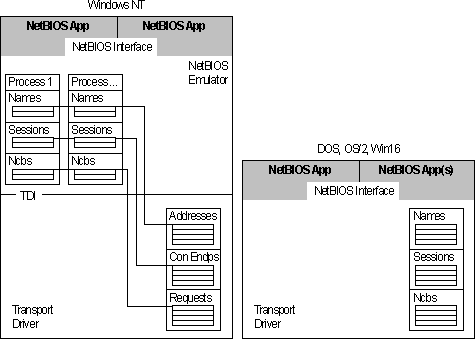 Windows NT
NetBIOS App NetBIOS App
NetBIOS Interface
NetBIOS
Emulator
Process 1 Process...
Names Names
Sessions Sessions
Ncbs Ncbs
TDI
Addresses
Con Endps
Requests
Transport
Driver
DOS, OS/2, Win16
NetBIOS App NetBIOS App(s)
NetBIOS Interface
Names
Sessions
Ncbs
Transport
Driver